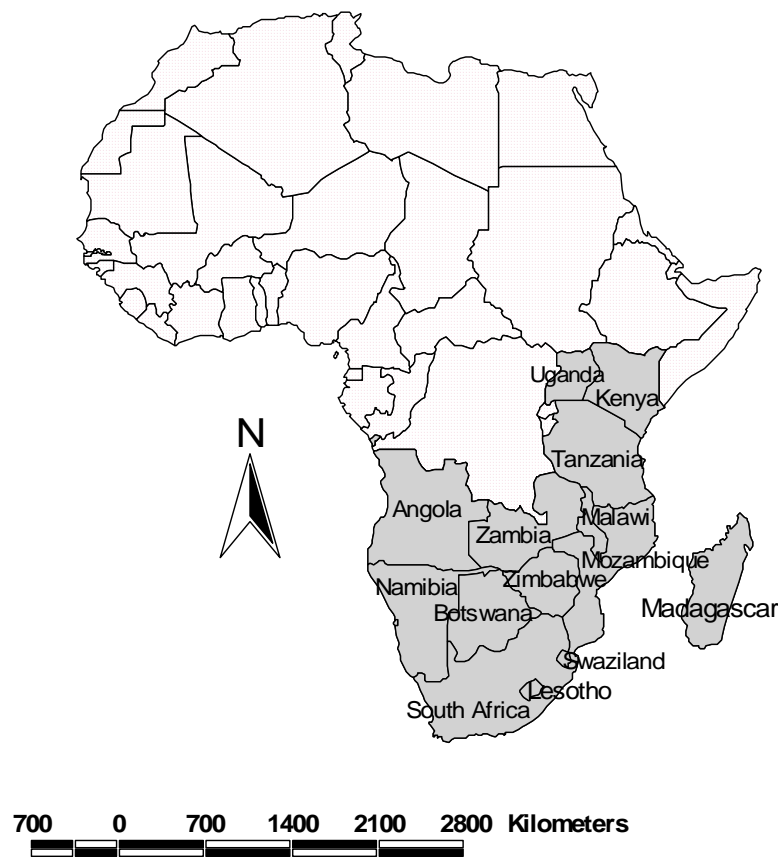 Uganda
Kenya
Tanzania
N
Angola
Malawi
Zambia
Mozambique
Zimbabwe
Namibia
Madagascar
Botswana
Swaziland
Lesotho
South Africa
700 0 700 1400 2100 2800 Kilometers